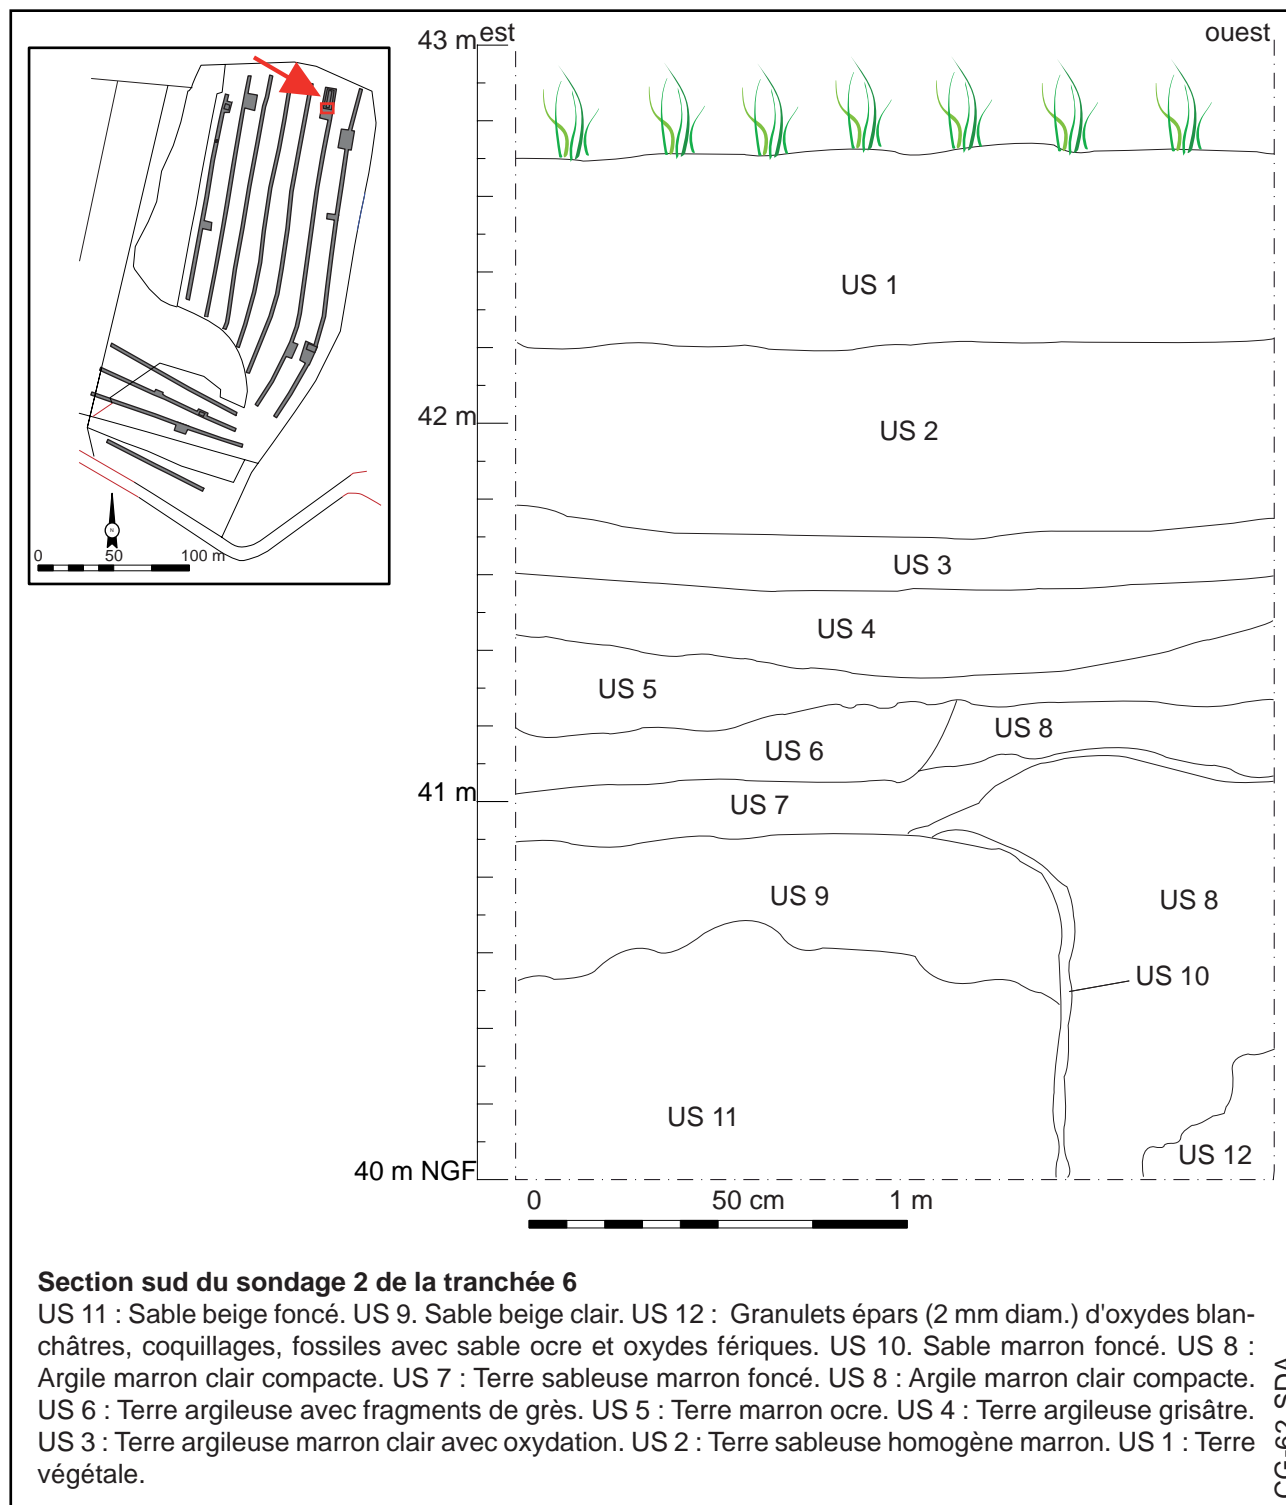 43 m
est
ouest
N
0 50 100 m
US 1
42 m
US 2
US 3
US 4
US 5
US 8
US 6
41 m
US 7
US 9
US 8
US 10
US 11
US 12
40 m NGF
0 50 cm 1 m
Section sud du sondage 2 de la tranchée 6
US 11 : Sable beige foncé. US 9. Sable beige clair. US 12 : Granulets épars (2 mm diam.) d'oxydes blan-
châtres, coquillages, fossiles avec sable ocre et oxydes fériques. US 10. Sable marron foncé. US 8 :
Argile marron clair compacte. US 7 : Terre sableuse marron foncé. US 8 : Argile marron clair compacte.
US 6 : Terre argileuse avec fragments de grès. US 5 : Terre marron ocre. US 4 : Terre argileuse grisâtre.
US 3 : Terre argileuse marron clair avec oxydation. US 2 : Terre sableuse homogène marron. US 1 : Terre
végétale.
CG-62_SDA